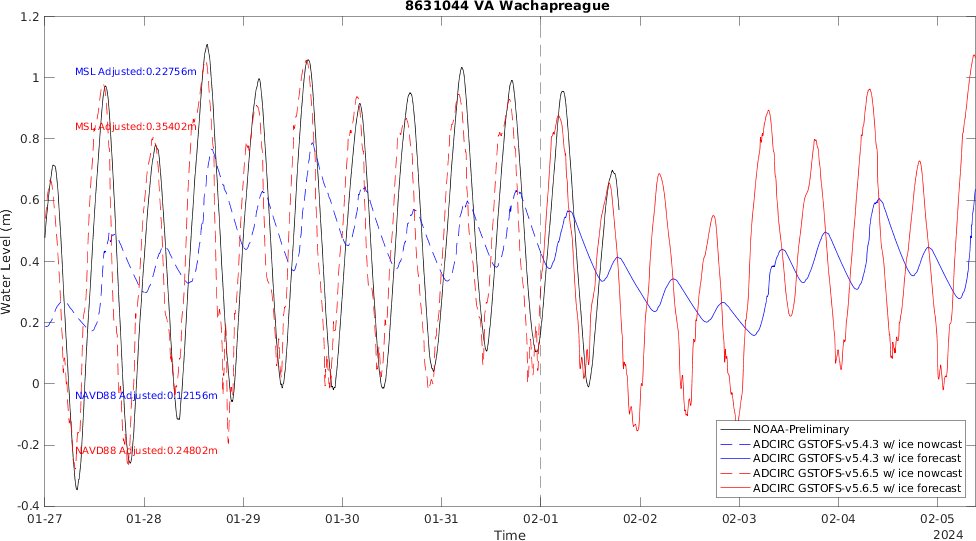 8631044 VA Wachapreague
1.2
1
0.8
0.6
0.4
0.2
0
-0.2
-0.4
Water Level (m)
MSL Adjusted:0.22756m
MSL Adjusted:0.35402m
NAVD88 Adjusted:0.12156m
NAVD88 Adjusted:0.24802m
NOAA-Preliminary
ADCIRC GSTOFS-v5.4.3 w/ ice nowcast
ADCIRC GSTOFS-v5.4.3 w/ ice forecast
ADCIRC GSTOFS-v5.6.5 w/ ice nowcast
ADCIRC GSTOFS-v5.6.5 w/ ice forecast
01-27 01-28 01-29 01-30 01-31 02-01 02-02 02-03 02-04 02-05
Time
2024